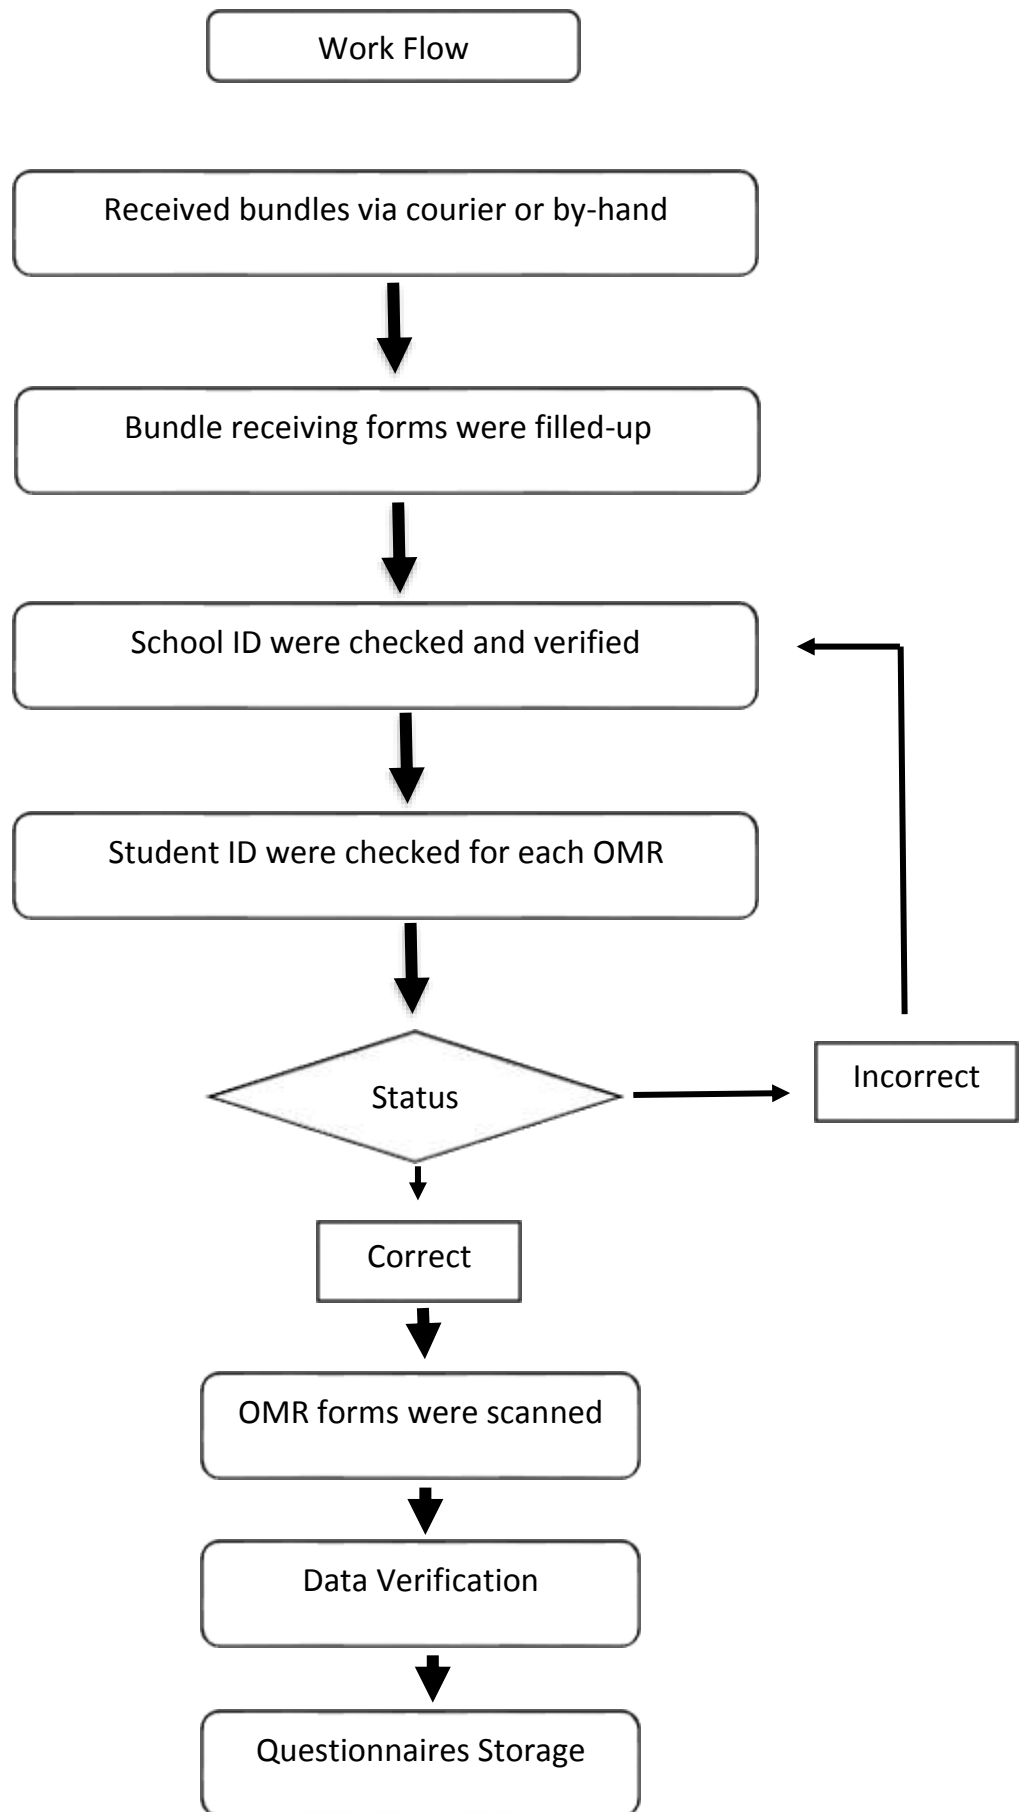 Work Flow
Received bundles via courier or by-hand
Bundle receiving forms were filled-up
School ID were checked and verified
Student ID were checked for each OMR
Status
Incorrect
Correct
OMR forms were scanned
Data Verification
Questionnaires Storage